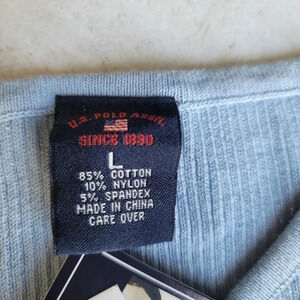 U.S. POLO ASSN.
SINCE 1890
L
85% COTTON
10% NYLON
5% SPANDEX
MADE IN CHINA
CARE OVER